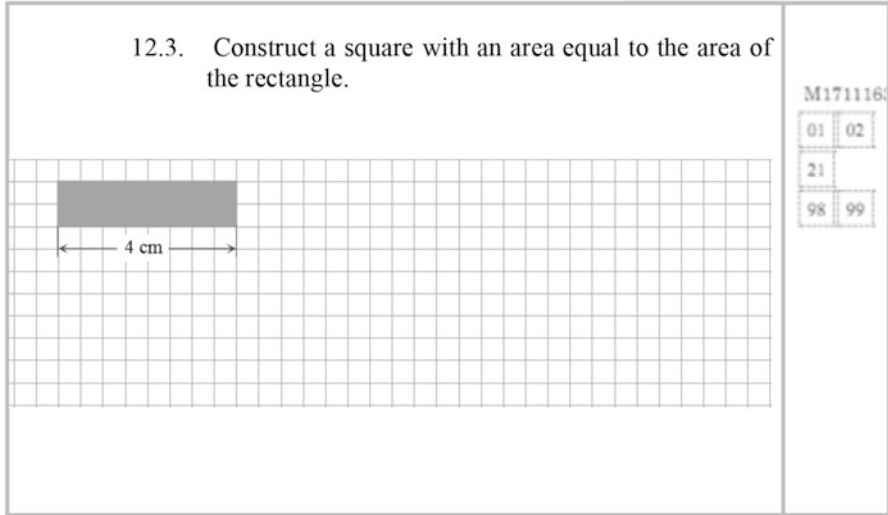 12.3. Construct a square with an area equal to the area of
the rectangle.
M171116
01 02
21
98 99
4 cm